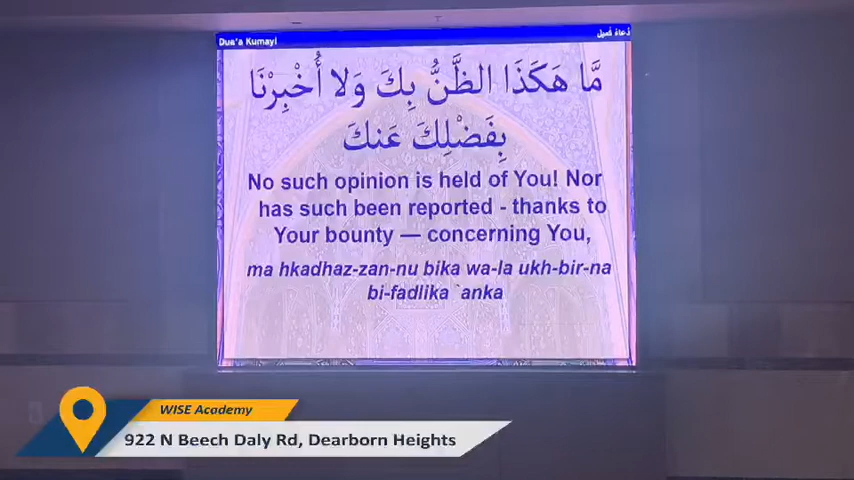 Dua'a Kumayl
دُعَاءُ كُمَيل
مَّا هَكَذَا الظَّنُّ بِكَ وَلا أُخْبِرْنَا
بِفَضْلِكَ عَنكَ
No such opinion is held of You! Nor
has such been reported - thanks to
Your bounty — concerning You,
ma hkadhaz-zan-nu bika wa-la ukh-bir-na
bi-fadlika `anka
WISE Academy
922 N Beech Daly Rd, Dearborn Heights